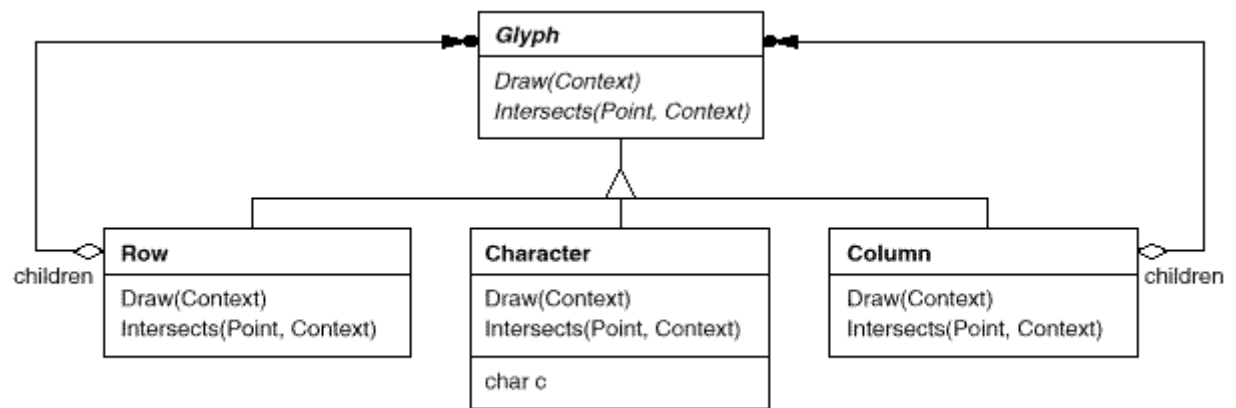 Glyph
Draw(Context)
Intersects(Point, Context)
children
Row
Draw(Context)
Intersects(Point, Context)
Character
Draw(Context)
Intersects(Point, Context)
char c
Column
Draw(Context)
Intersects(Point, Context)
children